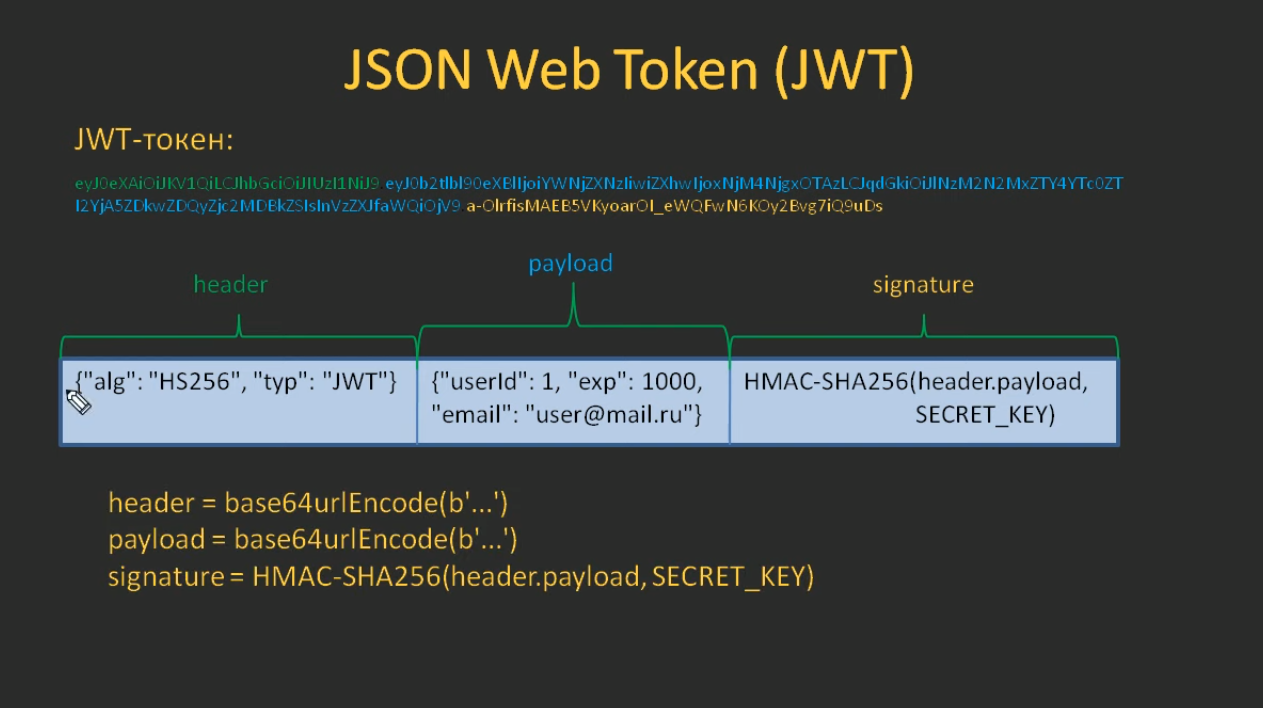 JSON Web Token (JWT)
JWT-токен:
eyJ0eXAiOiJKV1QiLCJhbGciOiJIUzI1NiJ9.eyJ0b2tlbl90eXBlIjoiYWNjZXNzIiwiZXhwIjoxNjM4NjgxOTAzLCJqdGkiOiJlNzM2N2MxZTY4YTc0ZT
I2YjA5ZDkwZDQyZjc2MDBkZSIsInVzZXJfaWQiOjV9.a-OlrfisMAEB5VKyoarOI_eWQFwN6KOy2Bvg7iQ9uDs
header
payload
signature
{"alg": "HS256", "typ": "JWT"}
{"userId": 1, "exp": 1000,
"email": "user@mail.ru"}
HMAC-SHA256(header.payload,
SECRET_KEY)
header = base64urlEncode(b'...')
payload = base64urlEncode(b'...')
signature = HMAC-SHA256(header.payload, SECRET_KEY)